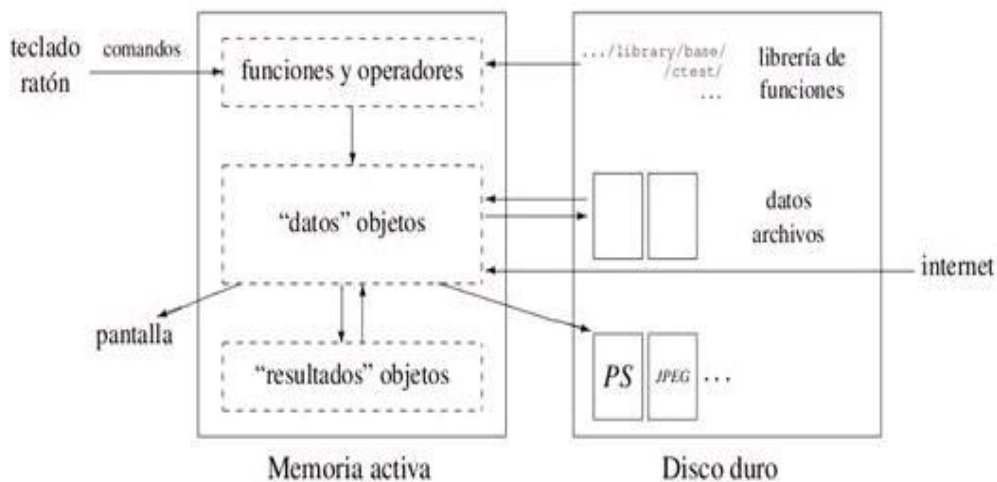 teclado
ratón
comandos
funciones y operadores
.../library/base/
/ctest/
...
librería de
funciones
"datos" objetos
datos
archivos
internet
pantalla
"resultados" objetos
PS
JPEG
...
Memoria activa
Disco duro